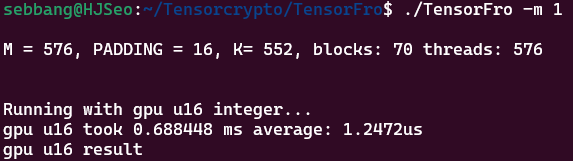 sebbang@HJSeo:~/Tensorcrypto/TensorFro$ ./TensorFro -m 1
M = 576, PADDING = 16, K= 552, blocks: 70 threads: 576
Running with gpu u16 integer...
gpu u16 took 0.688448 ms average: 1.2472us
gpu u16 result